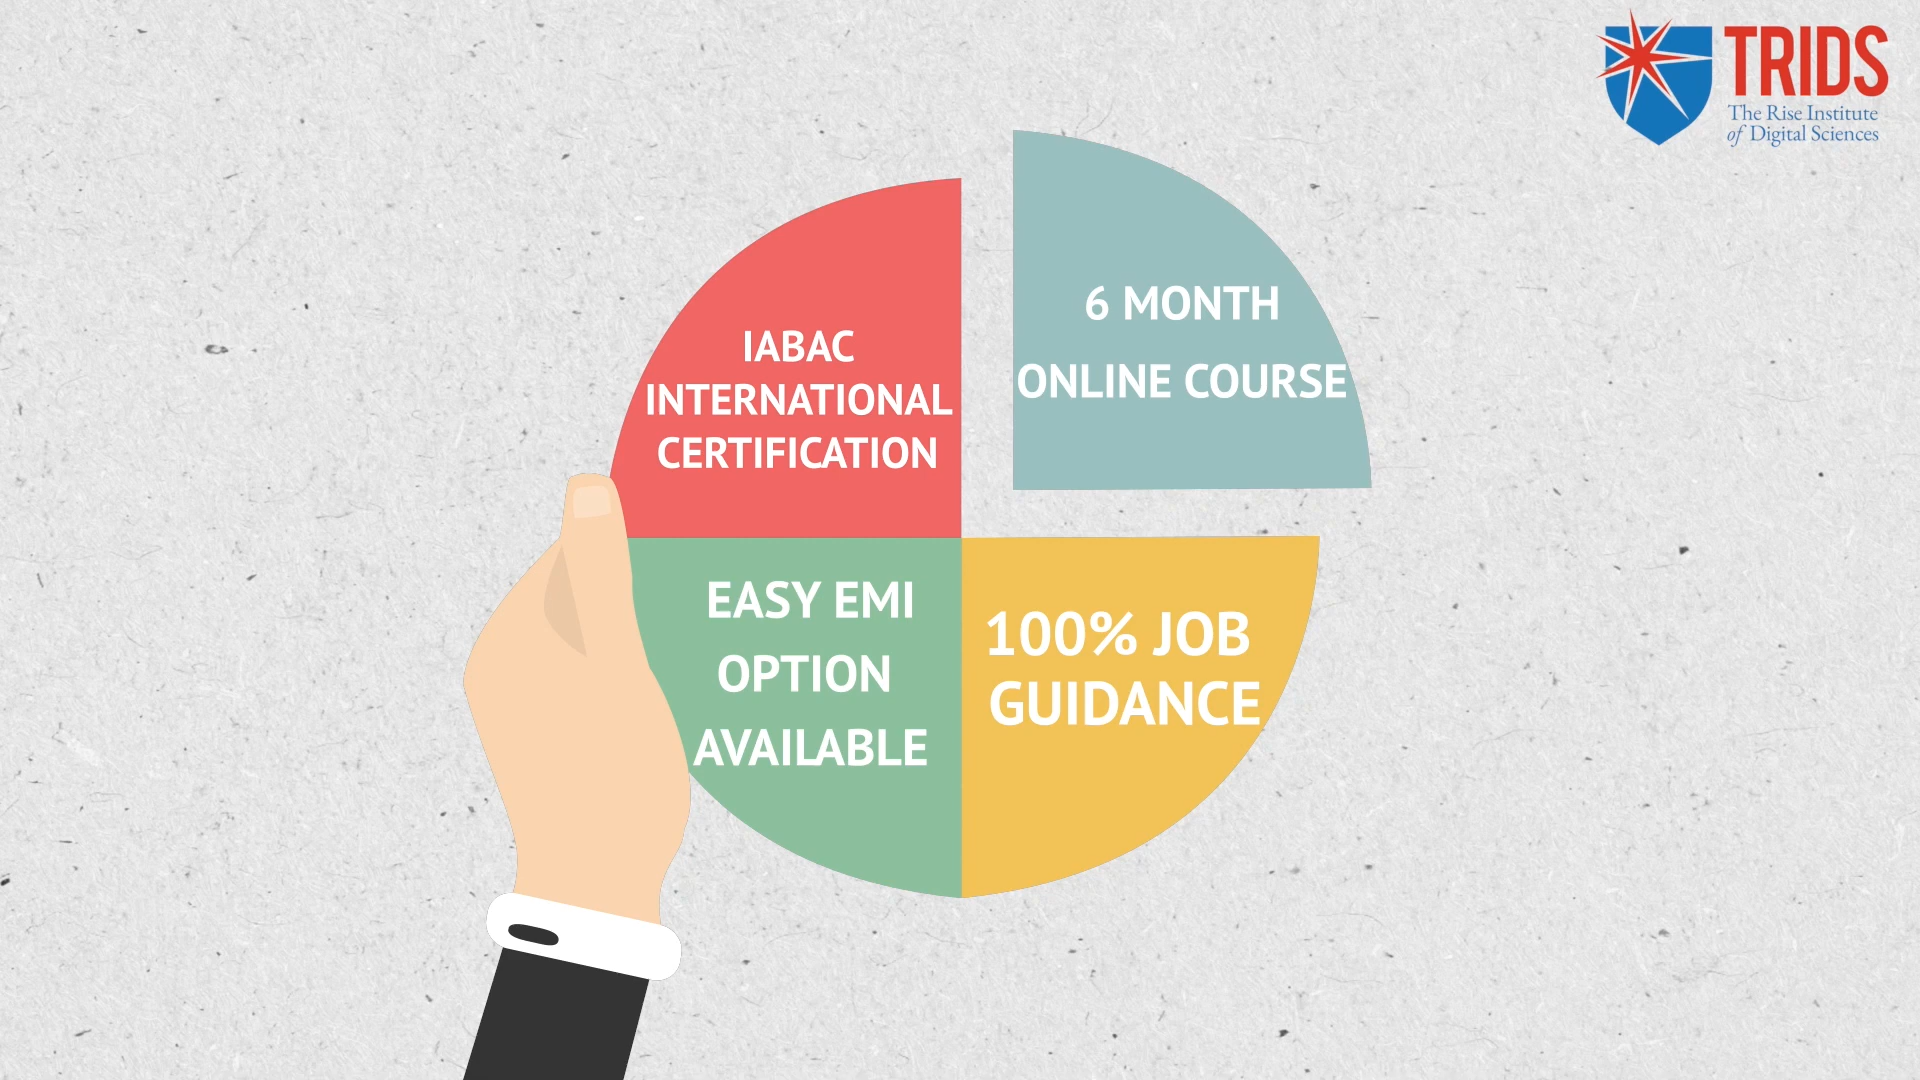 TRIDS
The Rise Institute
of Digital Sciences
IABAC
INTERNATIONAL
CERTIFICATION
6 MONTH
ONLINE COURSE
EASY EMI
OPTION
AVAILABLE
100% JOB
GUIDANCE